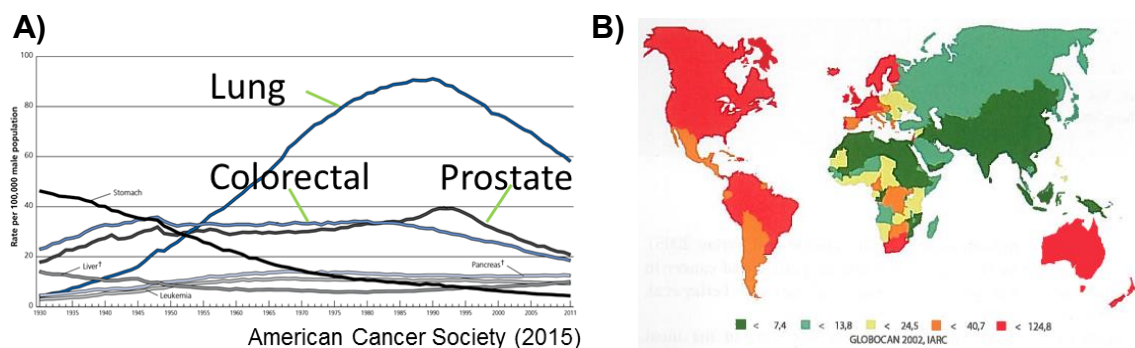 A)
B)
100
80
60
40
20
0
Rate per 100,000 male population
Lung
Colorectal
Prostate
Stomach
Liver†
Leukemia
Pancreas†
1930 1935 1940 1945 1950 1955 1960 1965 1970 1975 1980 1985 1990 1995 2000 2005 2011
American Cancer Society (2015)
< 7,4 < 13,8 < 24,5 < 40,7 < 124,8
GLOBOCAN 2002, IARC